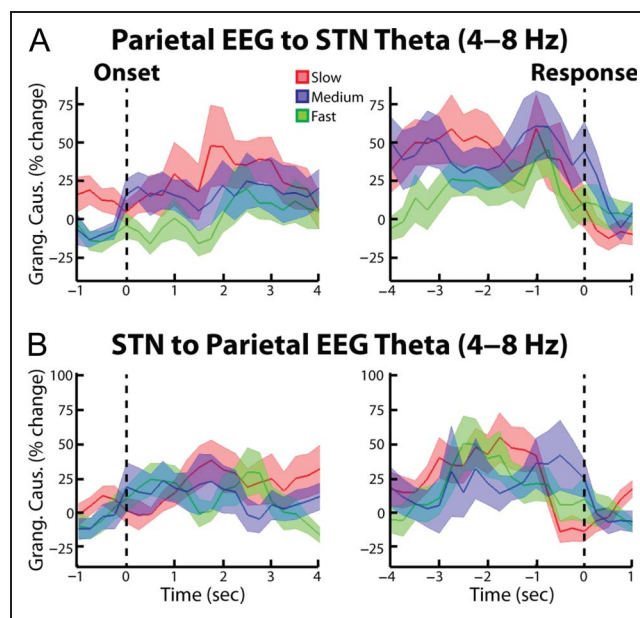 A
Parietal EEG to STN Theta (4–8 Hz)
Onset
Response
Slow
Medium
Fast
Grang. Caus. (% change)
75
50
25
0
−25
−1 0 1 2 3 4
75
50
25
0
−25
−4 −3 −2 −1 0 1
B
STN to Parietal EEG Theta (4–8 Hz)
Grang. Caus. (% change)
100
75
50
25
0
−25
−1 0 1 2 3 4
Time (sec)
100
75
50
25
0
−25
−4 −3 −2 −1 0 1
Time (sec)